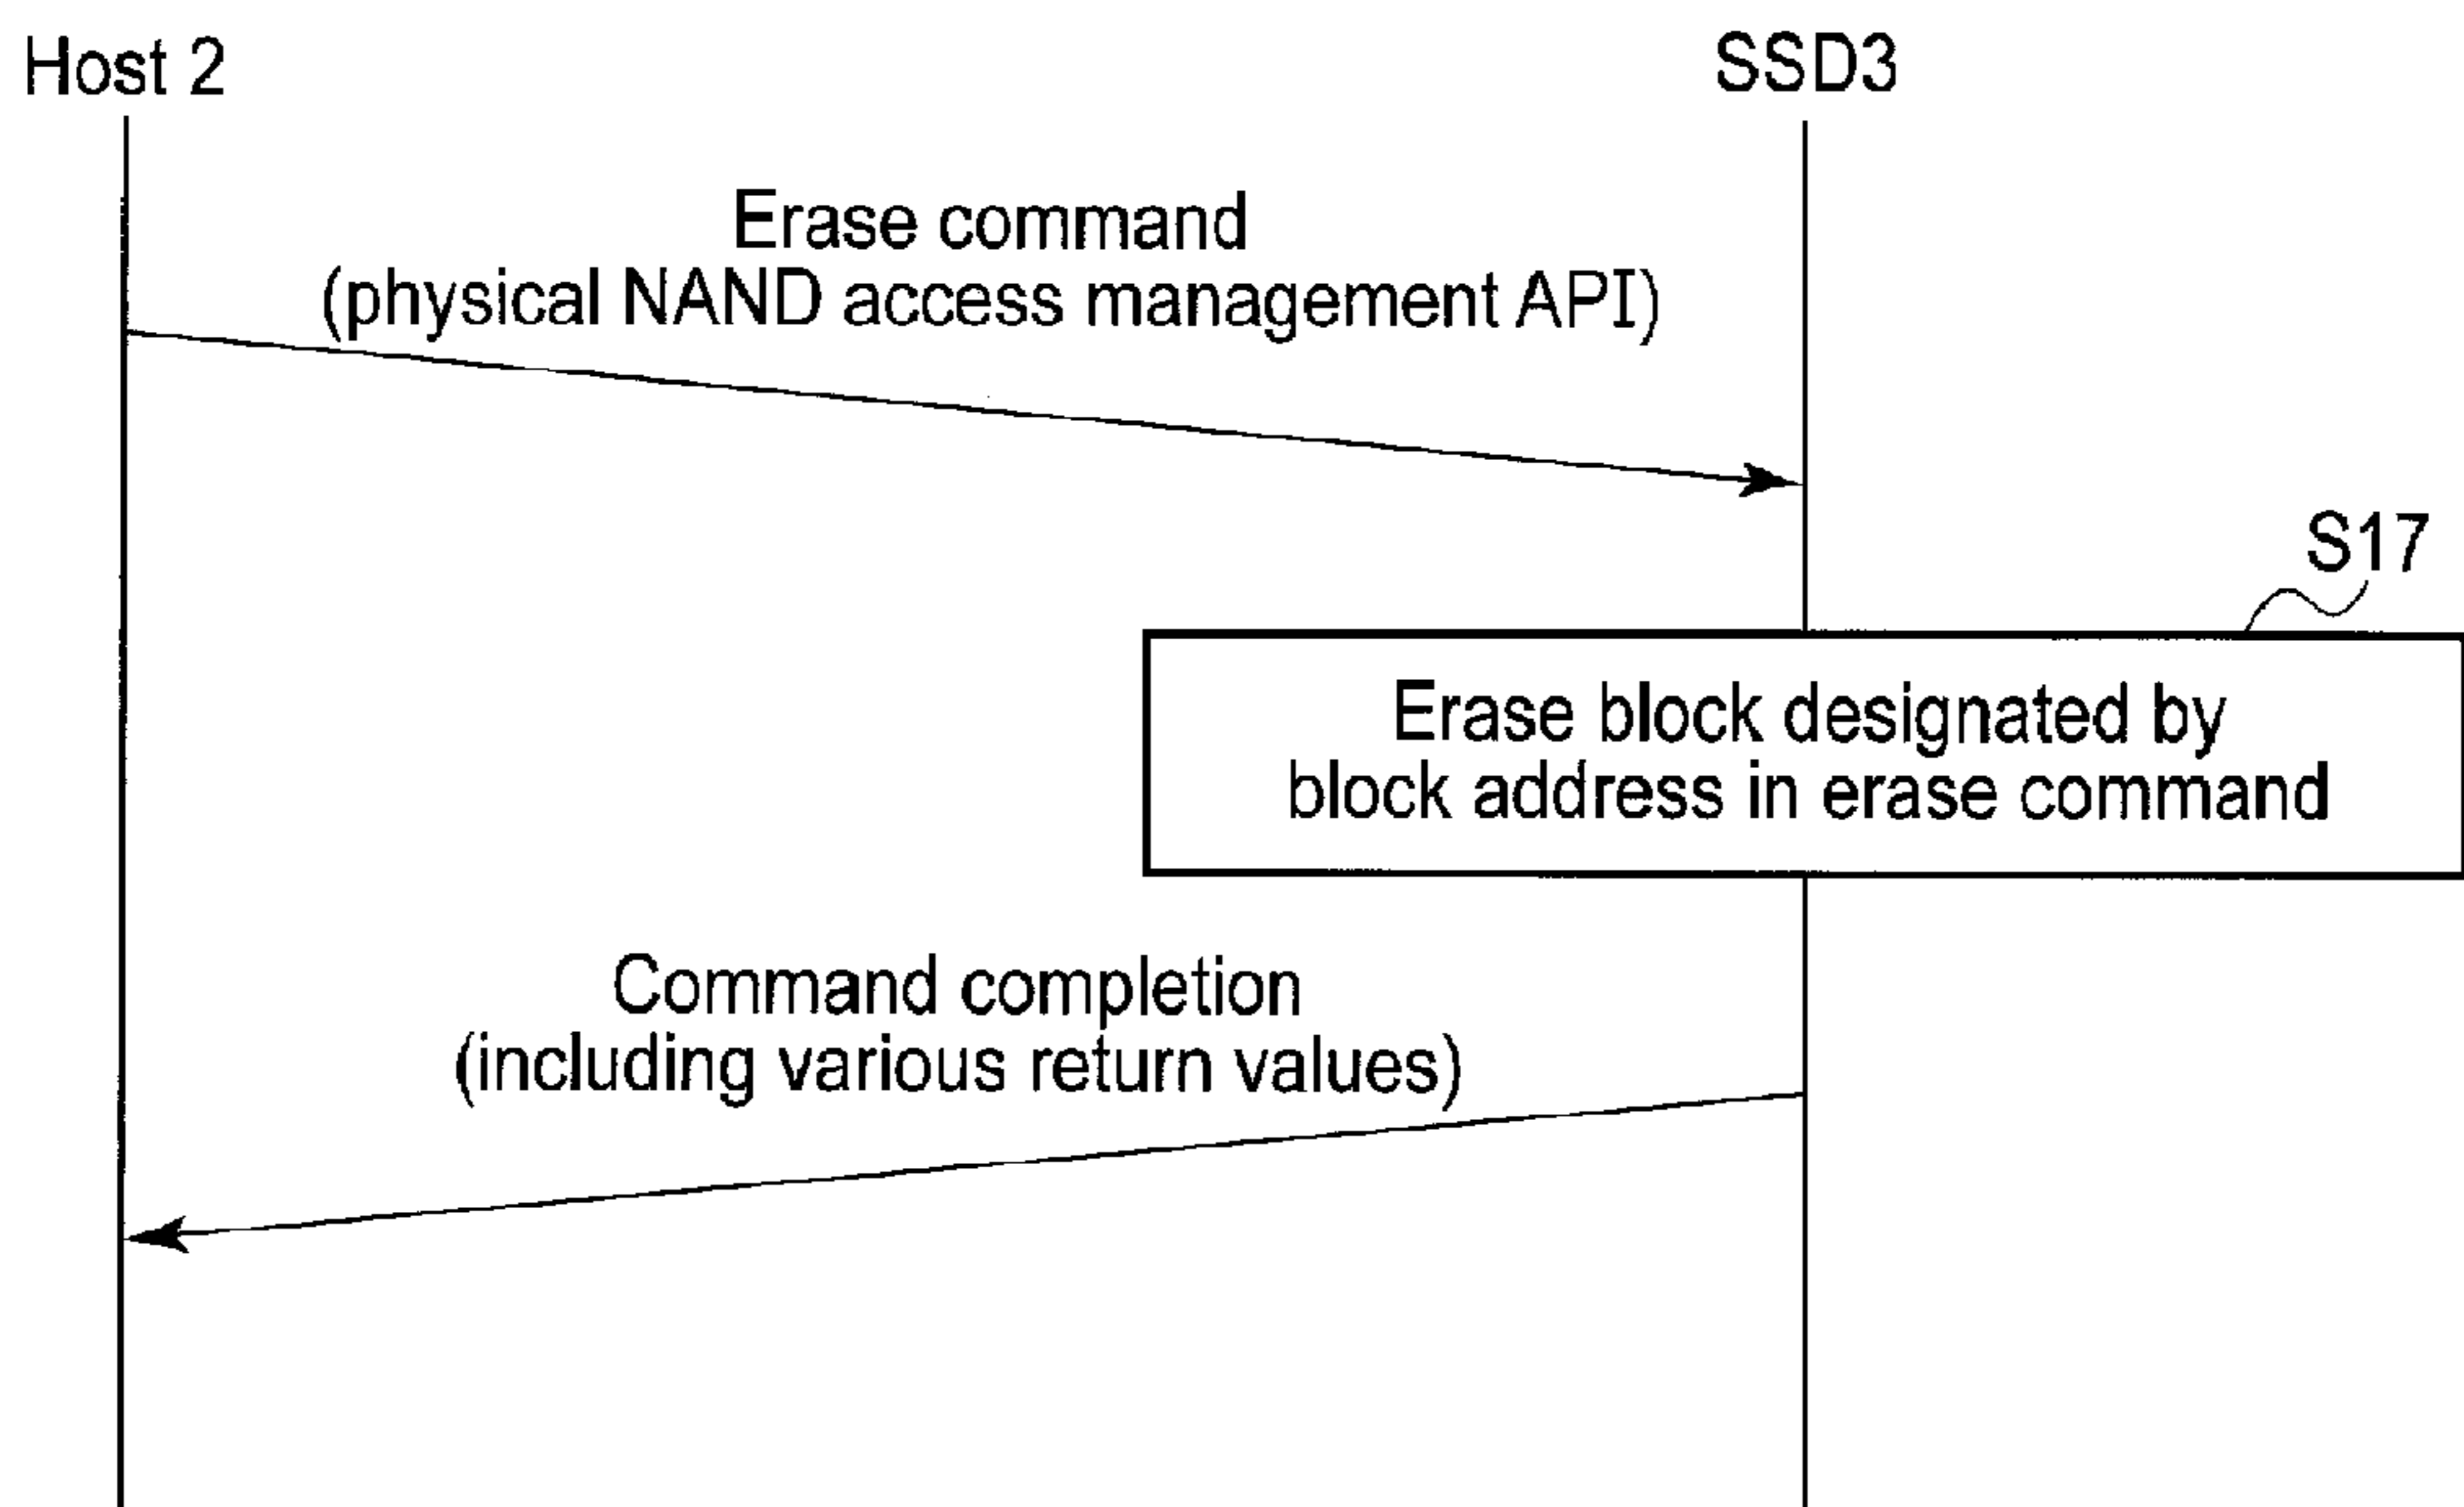 Host 2
SSD3
Erase command
(physical NAND access management API)
S17
Erase block designated by
block address in erase command
Command completion
(including various return values)